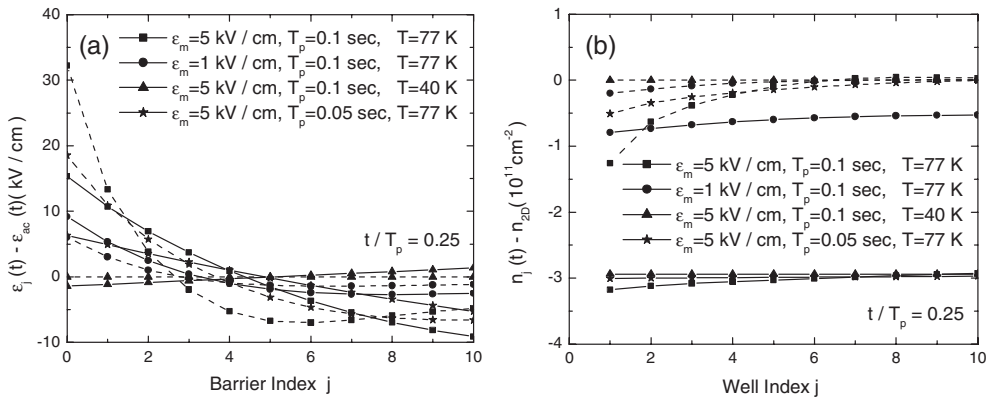 (a)
ε_m=5 kV / cm, T_p=0.1 sec, T=77 K
ε_m=1 kV / cm, T_p=0.1 sec, T=77 K
ε_m=5 kV / cm, T_p=0.1 sec, T=40 K
ε_m=5 kV / cm, T_p=0.05 sec, T=77 K
t / T_p = 0.25
ε_j (t) - ε_ac (t)( kV / cm )
40
30
20
10
0
-10
0 2 4 6 8 10
Barrier Index j
(b)
ε_m=5 kV / cm, T_p=0.1 sec, T=77 K
ε_m=1 kV / cm, T_p=0.1 sec, T=77 K
ε_m=5 kV / cm, T_p=0.1 sec, T=40 K
ε_m=5 kV / cm, T_p=0.05 sec, T=77 K
t / T_p = 0.25
n_j (t) - n_2D ( 10^11 cm^-2 )
1
0
-1
-2
-3
-4
0 2 4 6 8 10
Well Index j